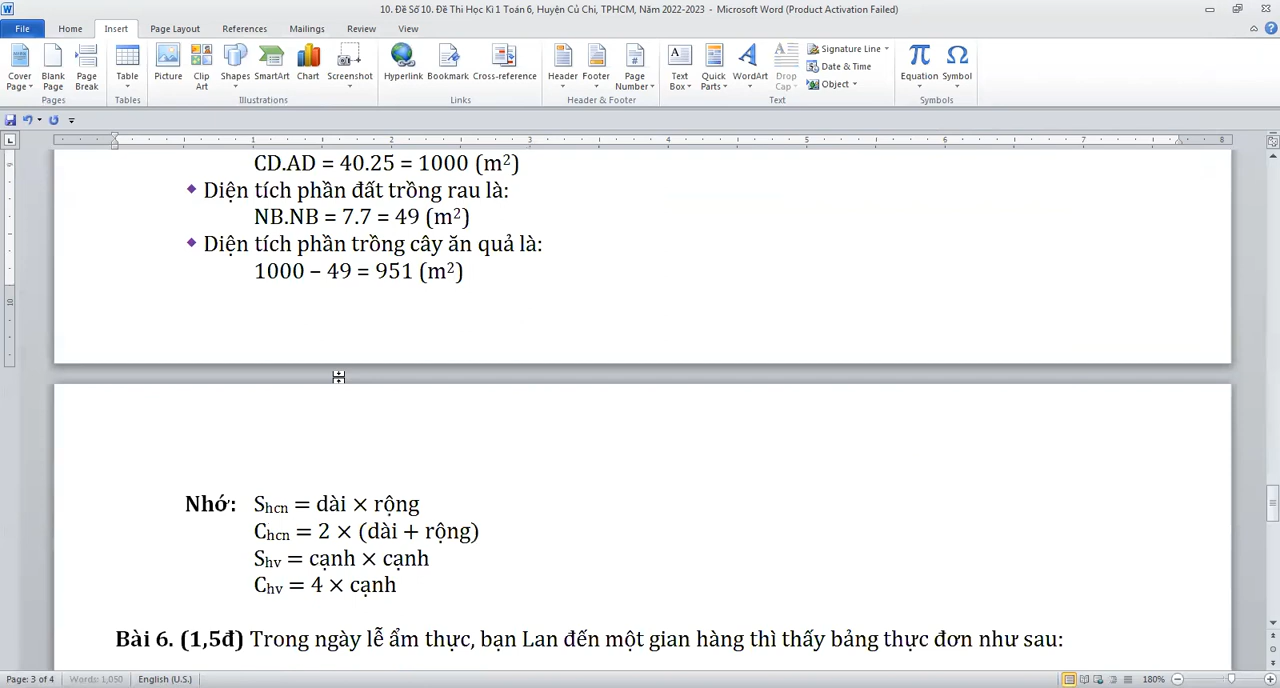 10. Đề Số 10. Đề Thi Học Kì 1 Toán 6, Huyện Củ Chi, TPHCM, Năm 2022-2023 - Microsoft Word (Product Activation Failed)
File Home Insert Page Layout References Mailings Review View
Cover Page Blank Page Page Break Table Picture Clip Art Shapes SmartArt Chart Screenshot Hyperlink Bookmark Cross-reference Header Footer Page Number Text Box Quick Parts WordArt Drop Cap Signature Line Date & Time Object Equation Symbol
Pages Tables Illustrations Links Header & Footer Text Symbols
1 2 3 4 5 6 7 8
CD.AD = 40.25 = 1000 (m²)
◆ Diện tích phần đất trồng rau là:
NB.NB = 7.7 = 49 (m²)
◆ Diện tích phần trồng cây ăn quả là:
1000 – 49 = 951 (m²)
Nhớ: Shcn = dài × rộng
Chcn = 2 × (dài + rộng)
Shv = cạnh × cạnh
Chv = 4 × cạnh
Bài 6. (1,5đ) Trong ngày lễ ẩm thực, bạn Lan đến một gian hàng thì thấy bảng thực đơn như sau:
Page: 3 of 4 Words: 1,050 English (U.S.) 180%